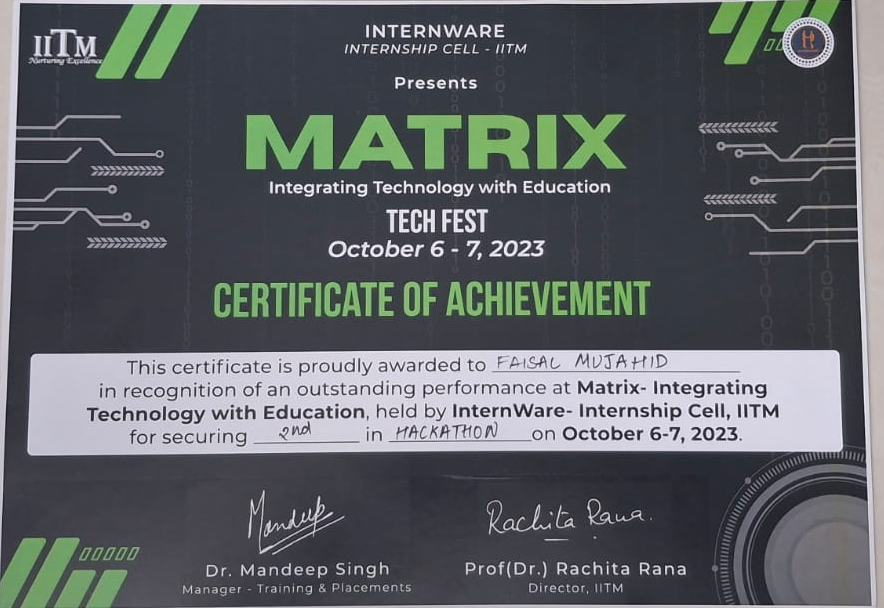 IITM
Nurturing Excellence
INTERNWARE
INTERNSHIP CELL - IITM
Presents
MATRIX
Integrating Technology with Education
TECH FEST
October 6 - 7, 2023
CERTIFICATE OF ACHIEVEMENT
This certificate is proudly awarded to FAISAL MUJAHID
in recognition of an outstanding performance at Matrix- Integrating
Technology with Education, held by InternWare- Internship Cell, IITM
for securing 2nd in HACKATHON on October 6-7, 2023.
Mandeep
Rachita Rana.
Dr. Mandeep Singh
Prof(Dr.) Rachita Rana
Manager - Training & Placements
Director, IITM